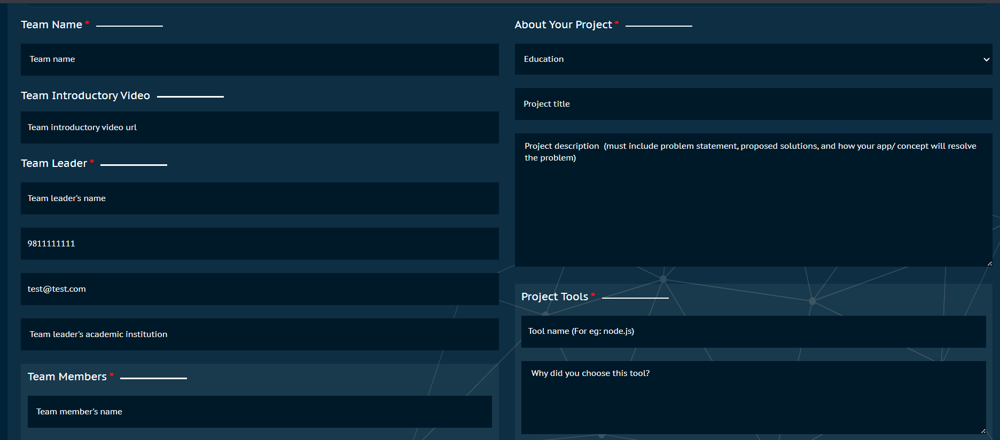 Team Name *
Team name
Team Introductory Video
Team introductory video url
Team Leader *
Team leader's name
9811111111
test@test.com
Team leader's academic institution
Team Members *
Team member's name
About Your Project *
Education
Project title
Project description  (must include problem statement, proposed solutions, and how your app/ concept will resolve
the problem)
Project Tools *
Tool name (For eg: node.js)
Why did you choose this tool?